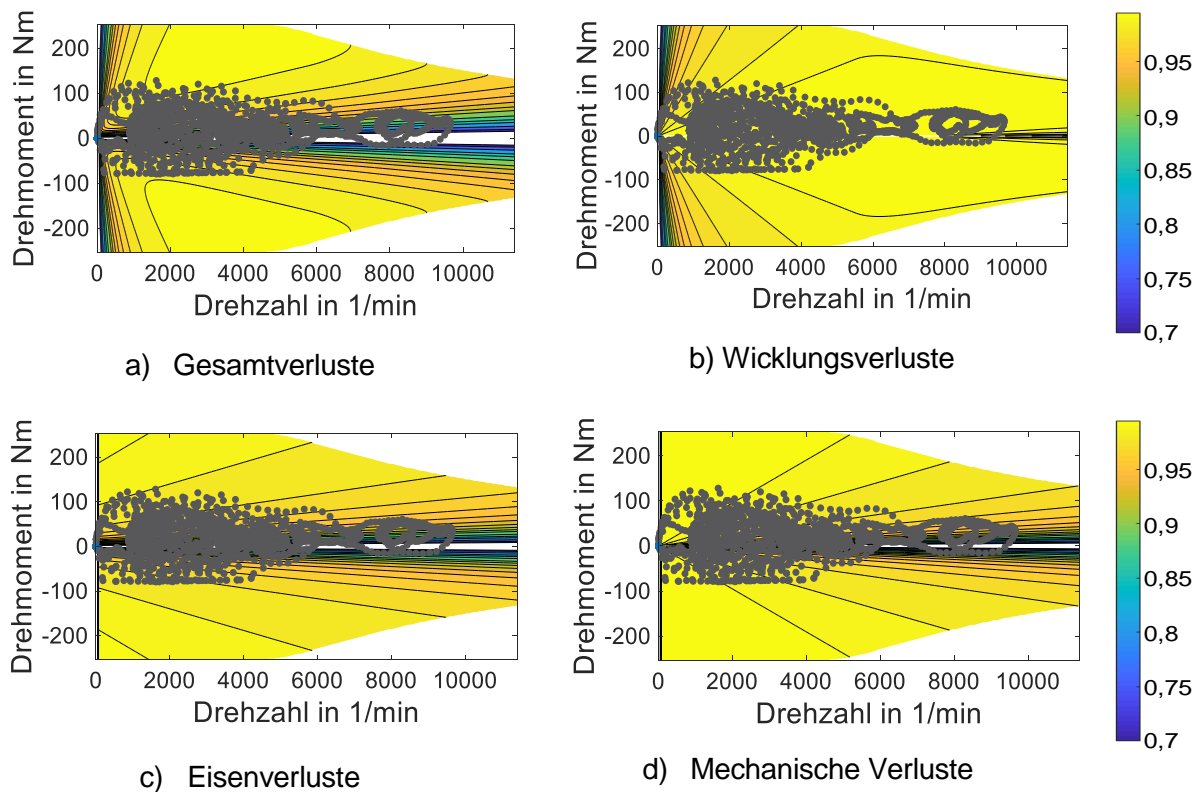 Drehmoment in Nm
200
100
0
-100
-200
0 2000 4000 6000 8000 10000
Drehzahl in 1/min
a) Gesamtverluste
Drehmoment in Nm
200
100
0
-100
-200
0 2000 4000 6000 8000 10000
Drehzahl in 1/min
b) Wicklungsverluste
0,95
0,9
0,85
0,8
0,75
0,7
Drehmoment in Nm
200
100
0
-100
-200
0 2000 4000 6000 8000 10000
Drehzahl in 1/min
c) Eisenverluste
Drehmoment in Nm
200
100
0
-100
-200
0 2000 4000 6000 8000 10000
Drehzahl in 1/min
d) Mechanische Verluste
0,95
0,9
0,85
0,8
0,75
0,7